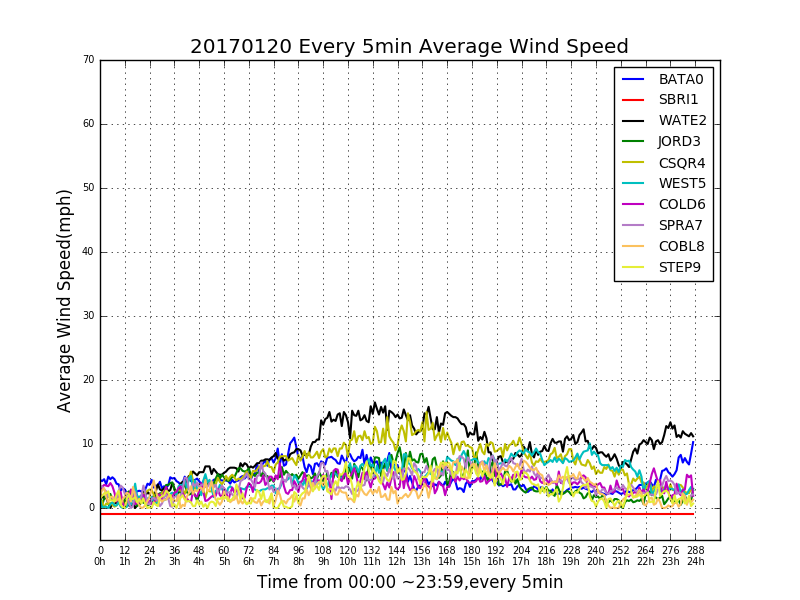 20170120 Every 5min Average Wind Speed
Average Wind Speed(mph)
70
60
50
40
30
20
10
0
BATA0
SBRI1
WATE2
JORD3
CSQR4
WEST5
COLD6
SPRA7
COBL8
STEP9
0 12 24 36 48 60 72 84 96 108 120 132 144 156 168 180 192 204 216 228 240 252 264 276 288
0h 1h 2h 3h 4h 5h 6h 7h 8h 9h 10h 11h 12h 13h 14h 15h 16h 17h 18h 19h 20h 21h 22h 23h 24h
Time from 00:00 ~23:59,every 5min